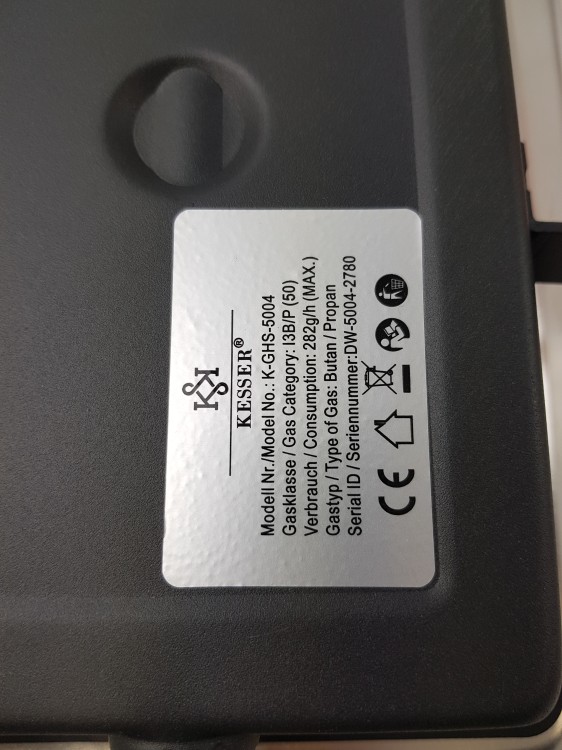 KESSER®
Modell Nr./Model No.: K-GHS-5004
Gasklasse / Gas Category: I3B/P (50)
Verbrauch / Consumption: 282g/h (MAX.)
Gastyp / Type of Gas: Butan / Propan
Serial ID / Seriennummer:DW-5004-2780
CE